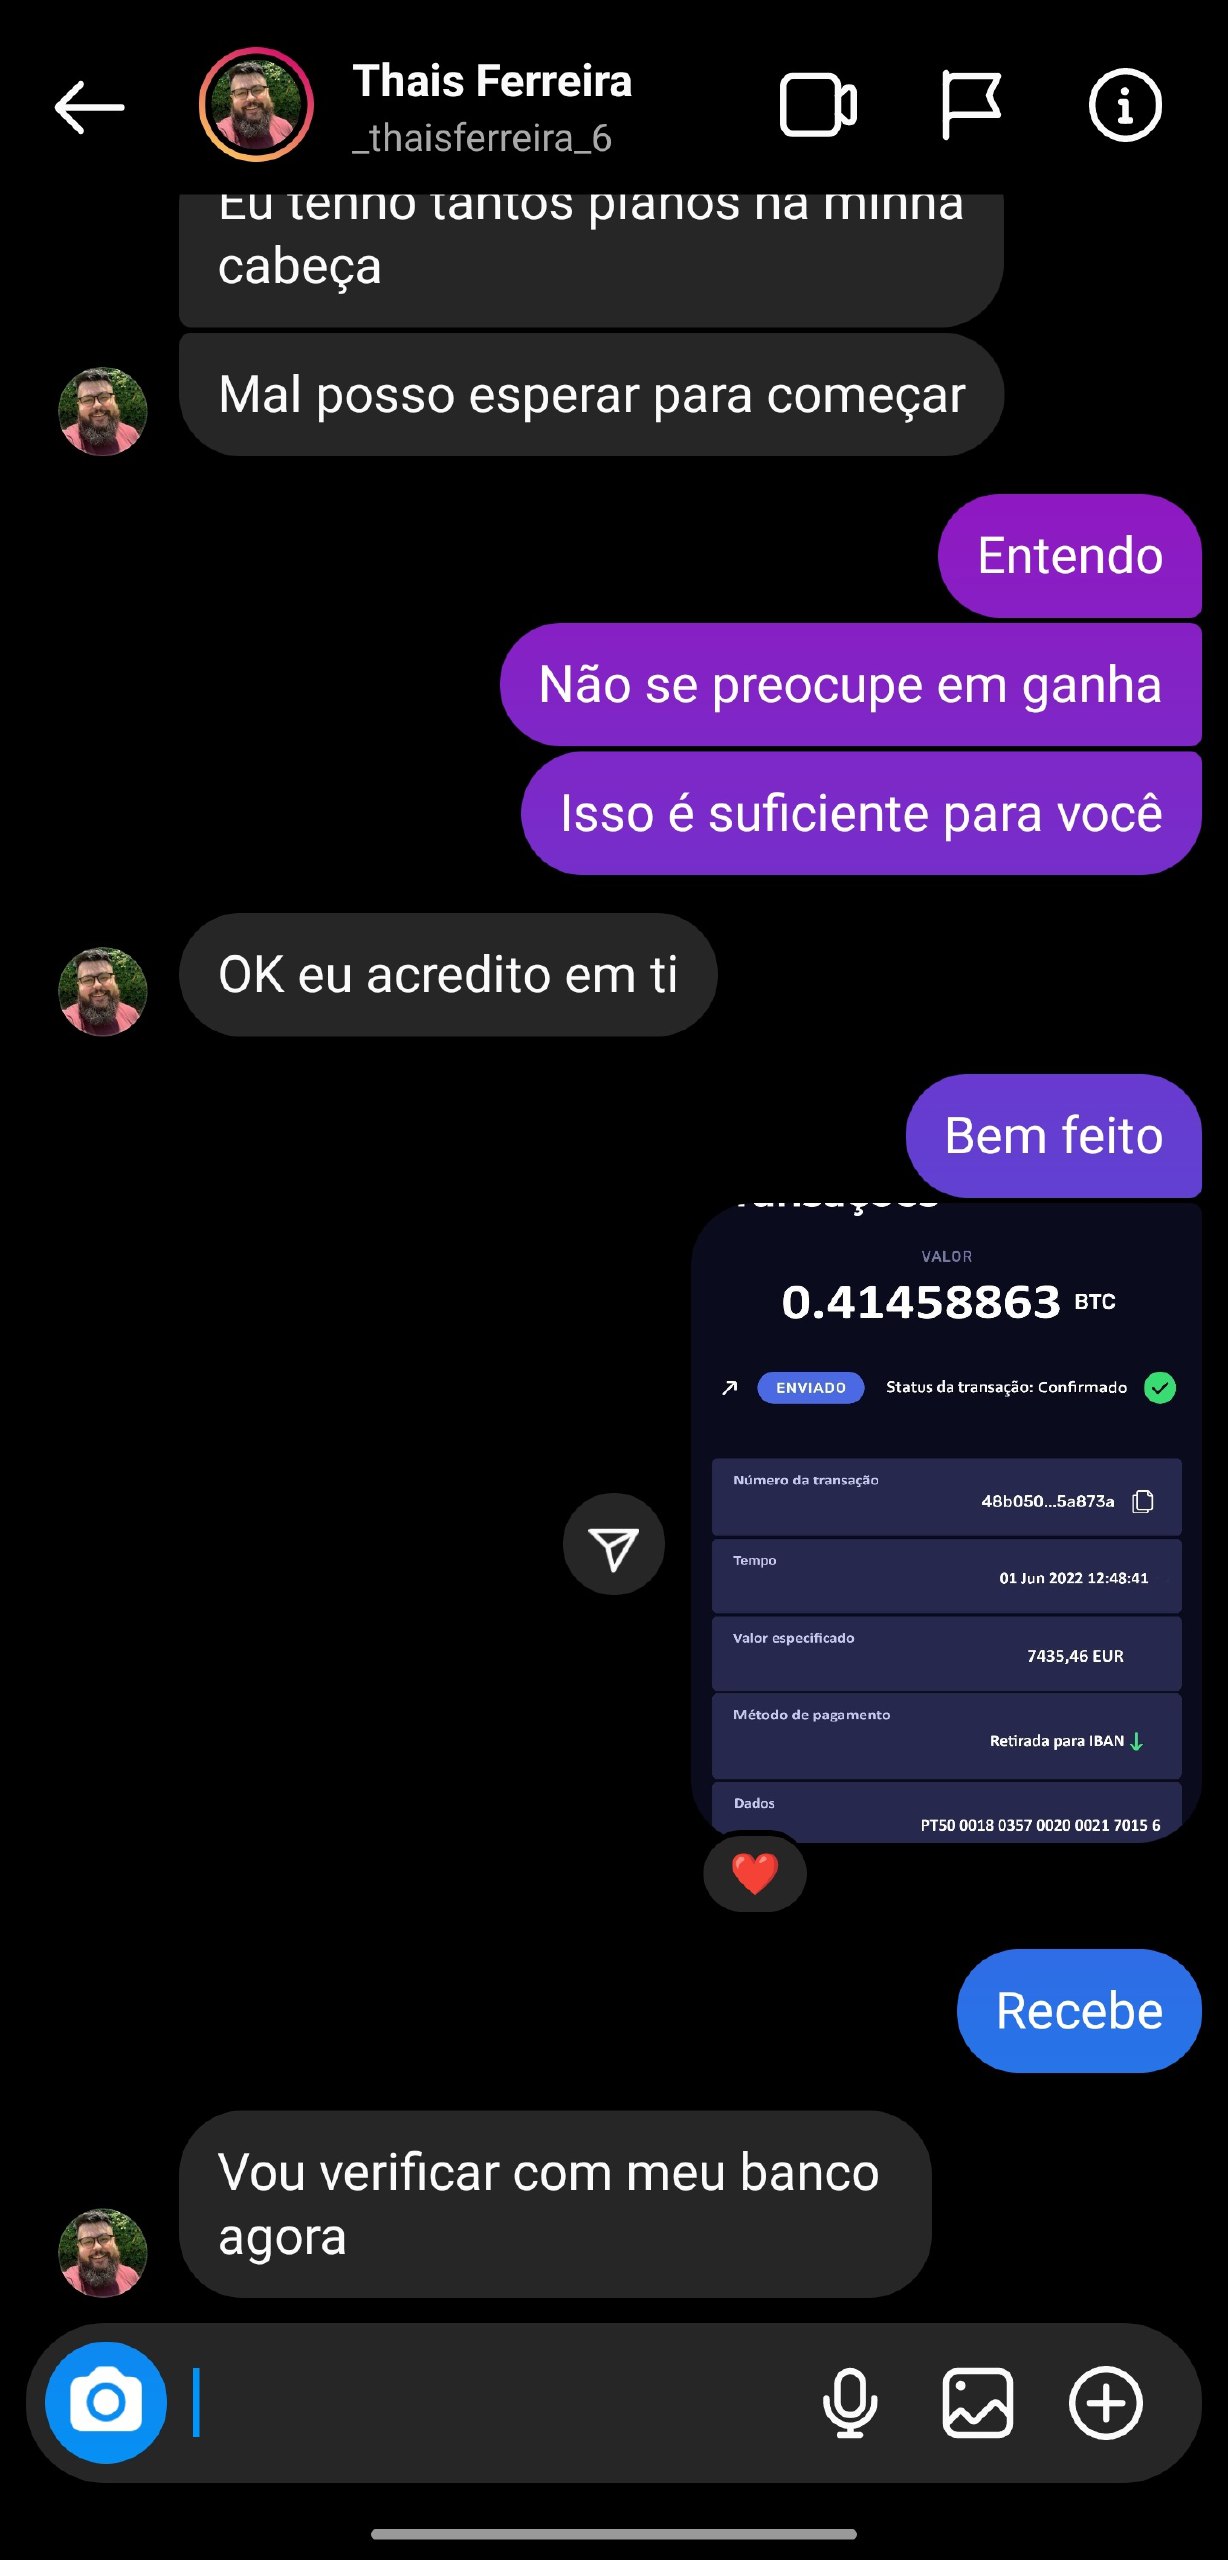 Thais Ferreira
_thaisferreira_6
Eu tenho tantos planos na minha
cabeça
Mal posso esperar para começar
Entendo
Não se preocupe em ganha
Isso é suficiente para você
OK eu acredito em ti
Bem feito
Transações
VALOR
0.41458863 BTC
ENVIADO Status da transação: Confirmado
Número da transação
48b050...5a873a
Tempo
01 Jun 2022 12:48:41
Valor especificado
7435,46 EUR
Método de pagamento
Retirada para IBAN
Dados
PT50 0018 0357 0020 0021 7015 6
Recebe
Vou verificar com meu banco
agora